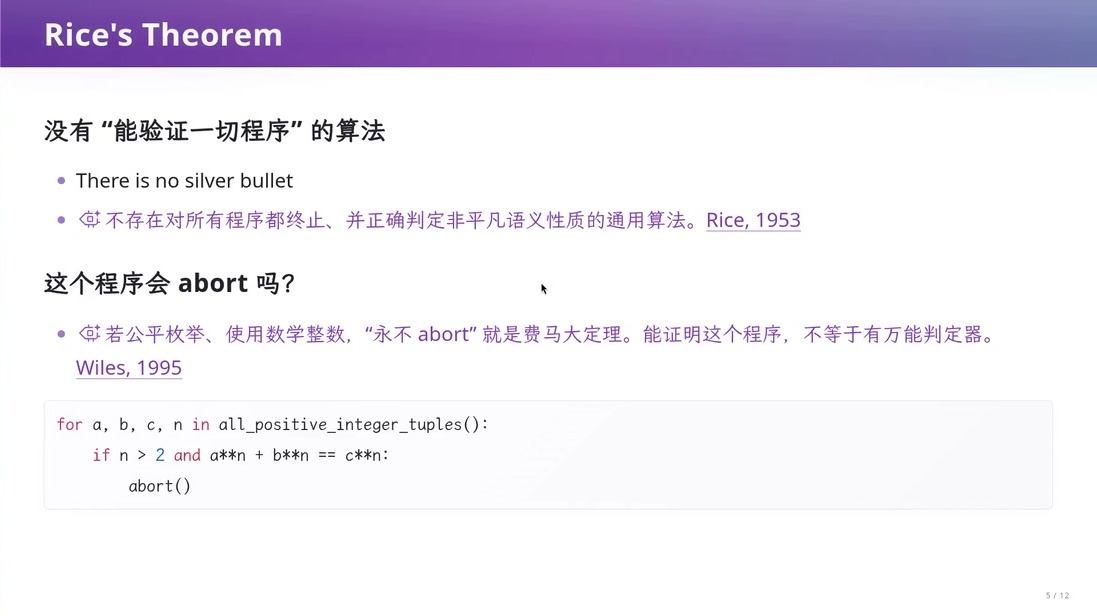 Rice's Theorem
没有 “能验证一切程序” 的算法
There is no silver bullet
不存在对所有程序都终止、并正确判定非平凡语义性质的通用算法。Rice, 1953
这个程序会 abort 吗？
若公平枚举、使用数学整数，“永不 abort” 就是费马大定理。能证明这个程序，不等于有万能判定器。
Wiles, 1995
for a, b, c, n in all_positive_integer_tuples():
    if n > 2 and a**n + b**n == c**n:
        abort()
5 / 12